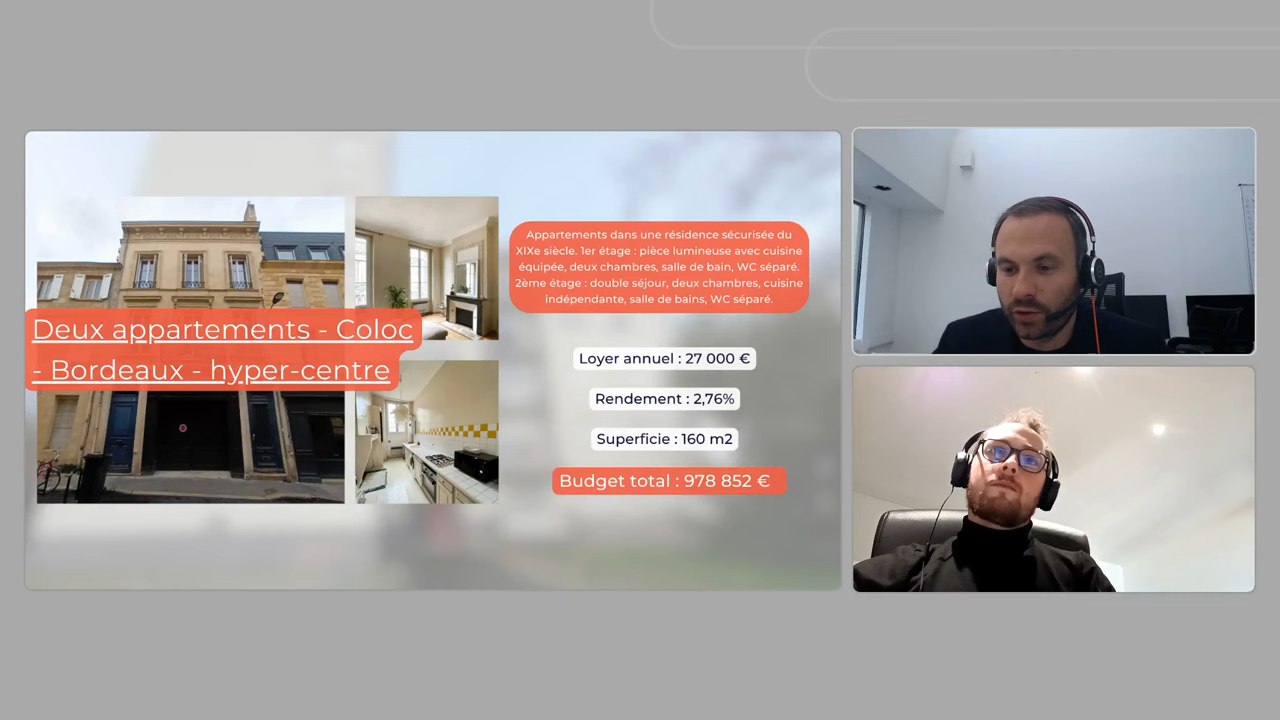 Deux appartements - Coloc
- Bordeaux - hyper-centre
Appartements dans une résidence sécurisée du
XIXe siècle. 1er étage : pièce lumineuse avec cuisine
équipée, deux chambres, salle de bain, WC séparé.
2ème étage : double séjour, deux chambres, cuisine
indépendante, salle de bains, WC séparé.
Loyer annuel : 27 000 €
Rendement : 2,76%
Superficie : 160 m2
Budget total : 978 852 €